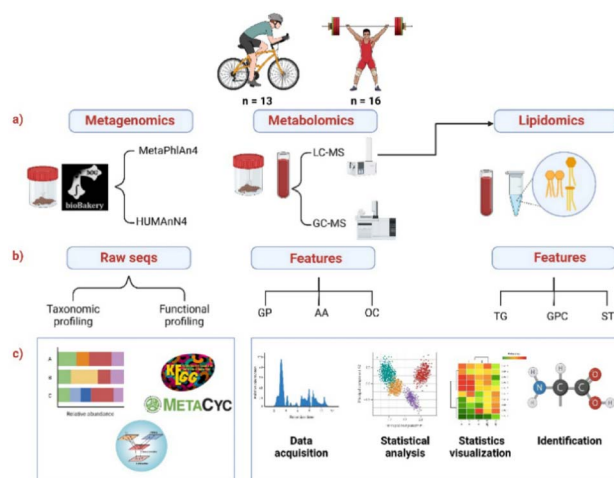 n = 13
n = 16
a)
Metagenomics
Metabolomics
Lipidomics
MetaPhlAn4
LC-MS
bioBakery
HUMAnN4
GC-MS
b)
Raw seqs
Features
Features
Taxonomic
profiling
Functional
profiling
GP
AA
OC
TG
GPC
ST
c)
A
B
C
Relative abundance
KEGG
METACYC
Data
acquisition
Statistical
analysis
Statistics
visualization
Identification
H
H
O
N
C
C
H
H
O
H